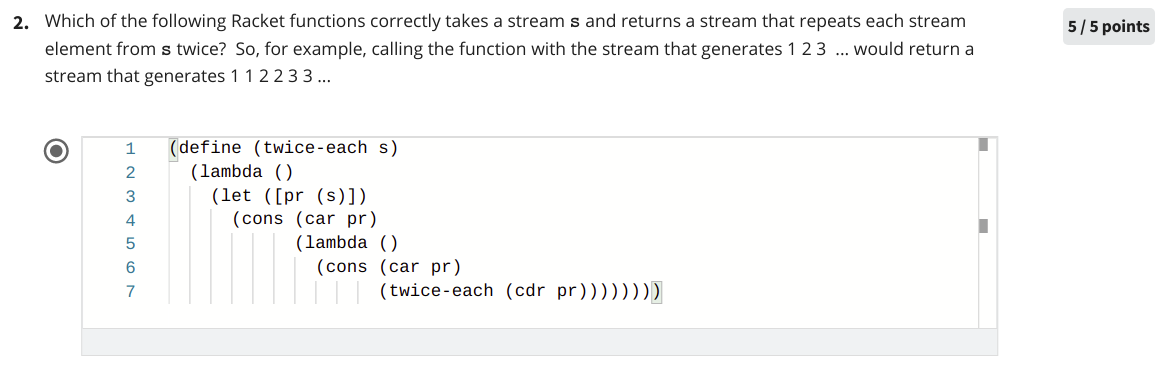 2. Which of the following Racket functions correctly takes a stream s and returns a stream that repeats each stream
element from s twice? So, for example, calling the function with the stream that generates 1 2 3 ... would return a
stream that generates 1 1 2 2 3 3 ...
5 / 5 points
1 (define (twice-each s)
2 (lambda ()
3 (let ([pr (s)])
4 (cons (car pr)
5 (lambda ()
6 (cons (car pr)
7 (twice-each (cdr pr))))))))